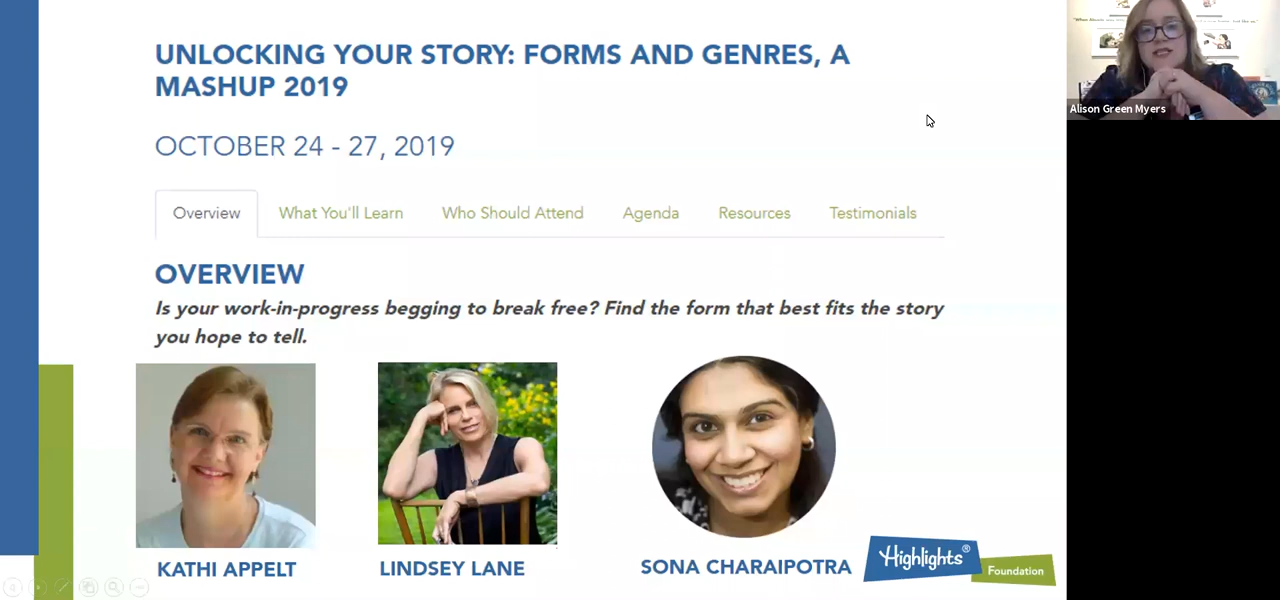 UNLOCKING YOUR STORY: FORMS AND GENRES, A
MASHUP 2019
OCTOBER 24 - 27, 2019
Overview What You'll Learn Who Should Attend Agenda Resources Testimonials
OVERVIEW
Is your work-in-progress begging to break free? Find the form that best fits the story
you hope to tell.
KATHI APPELT LINDSEY LANE SONA CHARAIPOTRA
Highlights®
Foundation
Alison Green Myers